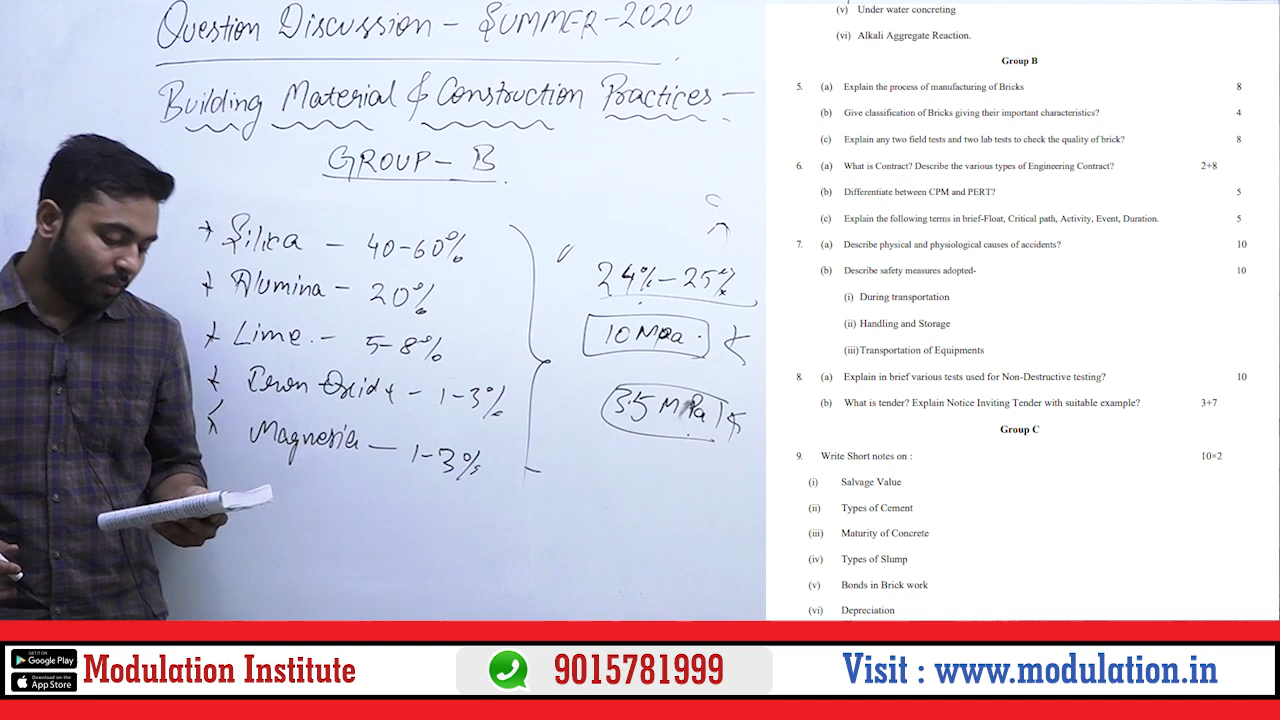 Question Discussion - SUMMER-2020
Building Material & Construction Practices -
GROUP - B
Silica - 40-60%
Alumina - 20%
Lime - 5-8%
Iron Oxide - 1-3%
Magnesia - 1-3%
24% - 25%
10 MPa
3.5 MPa
(v) Under water concreting
(vi) Alkali Aggregate Reaction.
Group B
5. (a) Explain the process of manufacturing of Bricks 8
(b) Give classification of Bricks giving their important characteristics? 4
(c) Explain any two field tests and two lab tests to check the quality of brick? 8
6. (a) What is Contract? Describe the various types of Engineering Contract? 2+8
(b) Differentiate between CPM and PERT? 5
(c) Explain the following terms in brief-Float, Critical path, Activity, Event, Duration. 5
7. (a) Describe physical and physiological causes of accidents? 10
(b) Describe safety measures adopted- 10
(i) During transportation
(ii) Handling and Storage
(iii) Transportation of Equipments
8. (a) Explain in brief various tests used for Non-Destructive testing? 10
(b) What is tender? Explain Notice Inviting Tender with suitable example? 3+7
Group C
9. Write Short notes on : 10×2
(i) Salvage Value
(ii) Types of Cement
(iii) Maturity of Concrete
(iv) Types of Slump
(v) Bonds in Brick work
(vi) Depreciation
GET IT ON
Google Play
Download on the
App Store
Modulation Institute
9015781999
Visit : www.modulation.in